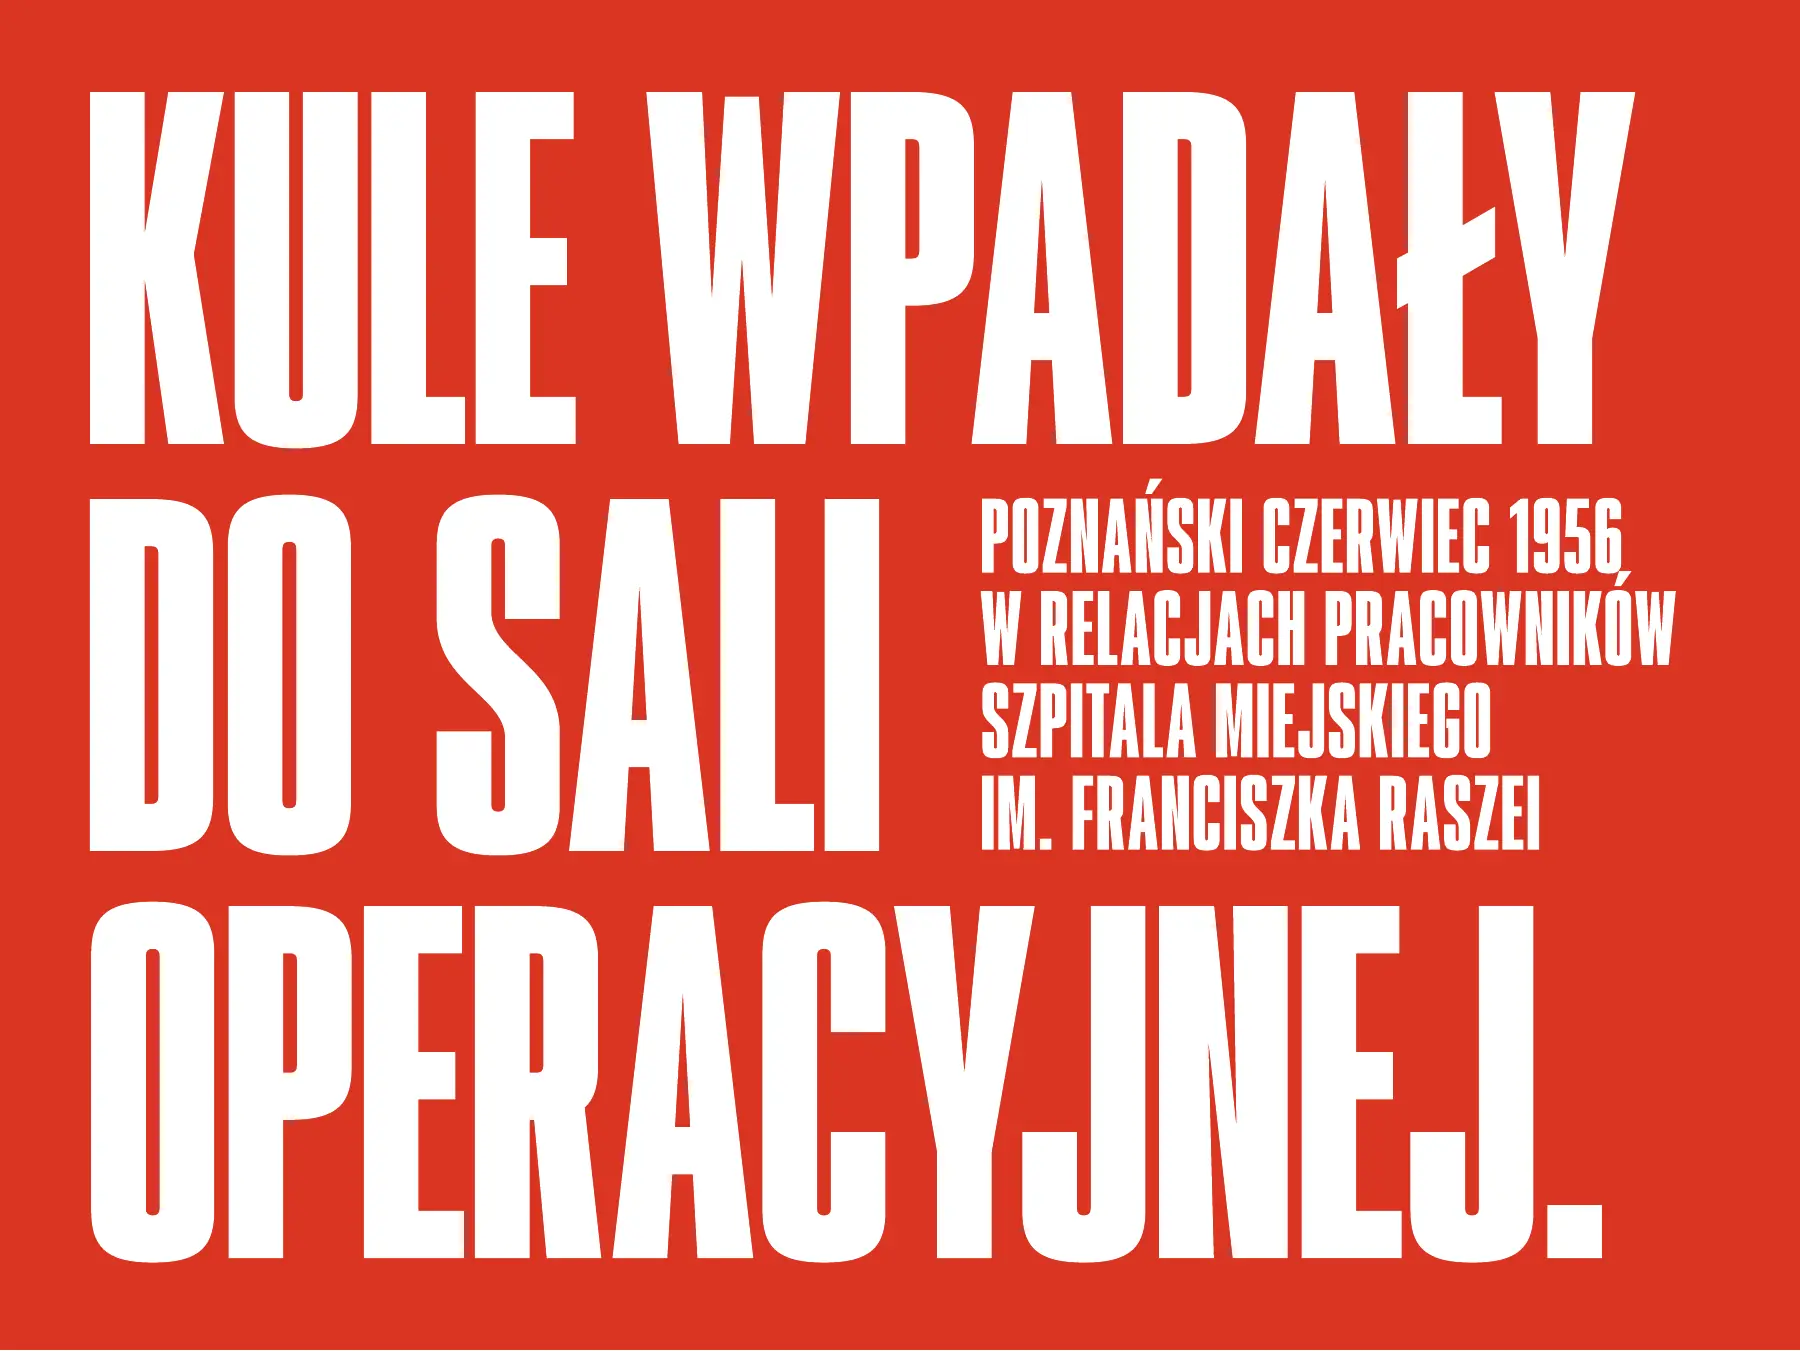 KULE WPADAŁY
DO SALI
POZNAŃSKI CZERWIEC 1956
W RELACJACH PRACOWNIKÓW
SZPITALA MIEJSKIEGO
IM. FRANCISZKA RASZEI
OPERACYJNEJ.